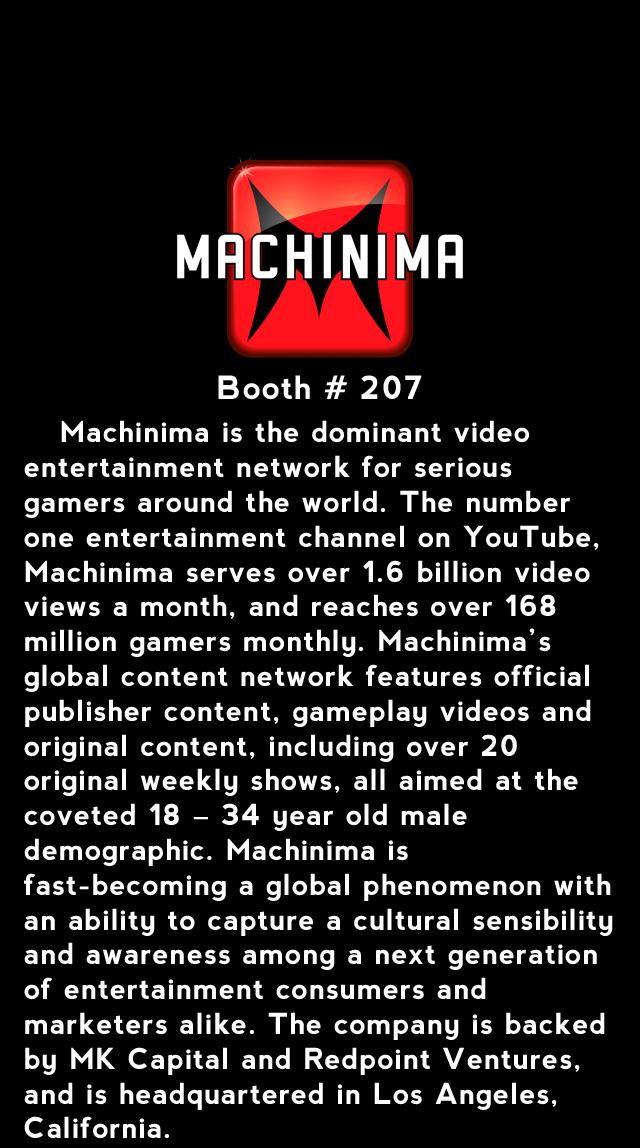 MACHINIMA
Booth # 207
Machinima is the dominant video
entertainment network for serious
gamers around the world. The number
one entertainment channel on YouTube,
Machinima serves over 1.6 billion video
views a month, and reaches over 168
million gamers monthly. Machinima’s
global content network features official
publisher content, gameplay videos and
original content, including over 20
original weekly shows, all aimed at the
coveted 18 – 34 year old male
demographic. Machinima is
fast-becoming a global phenomenon with
an ability to capture a cultural sensibility
and awareness among a next generation
of entertainment consumers and
marketers alike. The company is backed
by MK Capital and Redpoint Ventures,
and is headquartered in Los Angeles,
California.